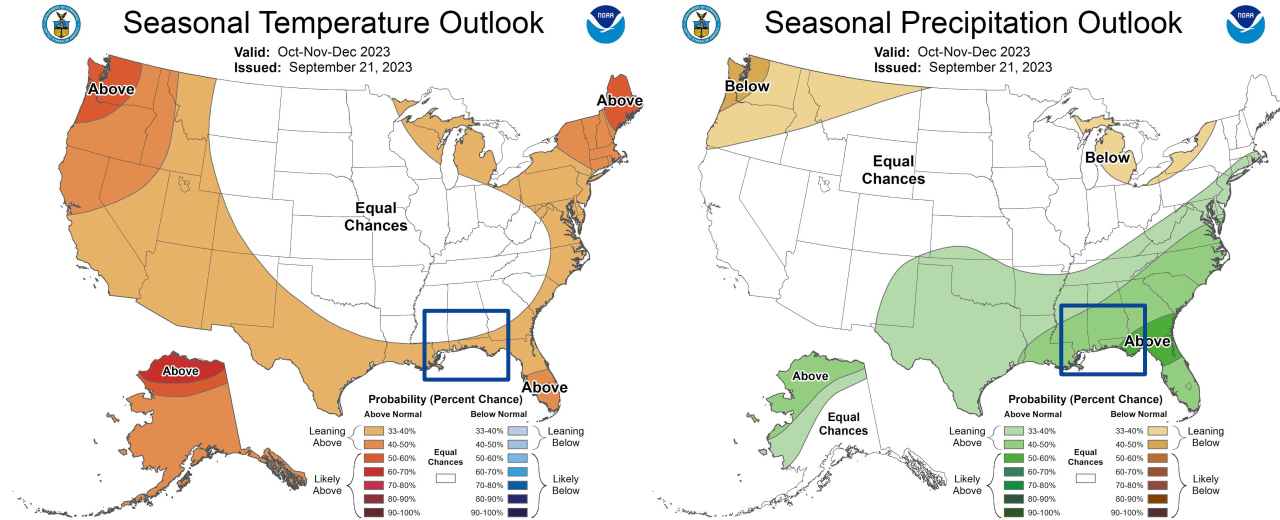 Seasonal Temperature Outlook
NOAA
Valid: Oct-Nov-Dec 2023
Issued: September 21, 2023
Above
Above
Equal
Chances
Above
Above
Probability (Percent Chance)
Above Normal
Below Normal
Leaning
Above
33-40%
40-50%
33-40%
40-50%
Leaning
Below
Equal
Chances
Likely
Above
50-60%
60-70%
70-80%
80-90%
90-100%
50-60%
60-70%
70-80%
80-90%
90-100%
Likely
Below
Seasonal Precipitation Outlook
NOAA
Valid: Oct-Nov-Dec 2023
Issued: September 21, 2023
Below
Equal
Chances
Below
Above
Above
Equal
Chances
Probability (Percent Chance)
Above Normal
Below Normal
Leaning
Above
33-40%
40-50%
33-40%
40-50%
Leaning
Below
Equal
Chances
Likely
Above
50-60%
60-70%
70-80%
80-90%
90-100%
50-60%
60-70%
70-80%
80-90%
90-100%
Likely
Below